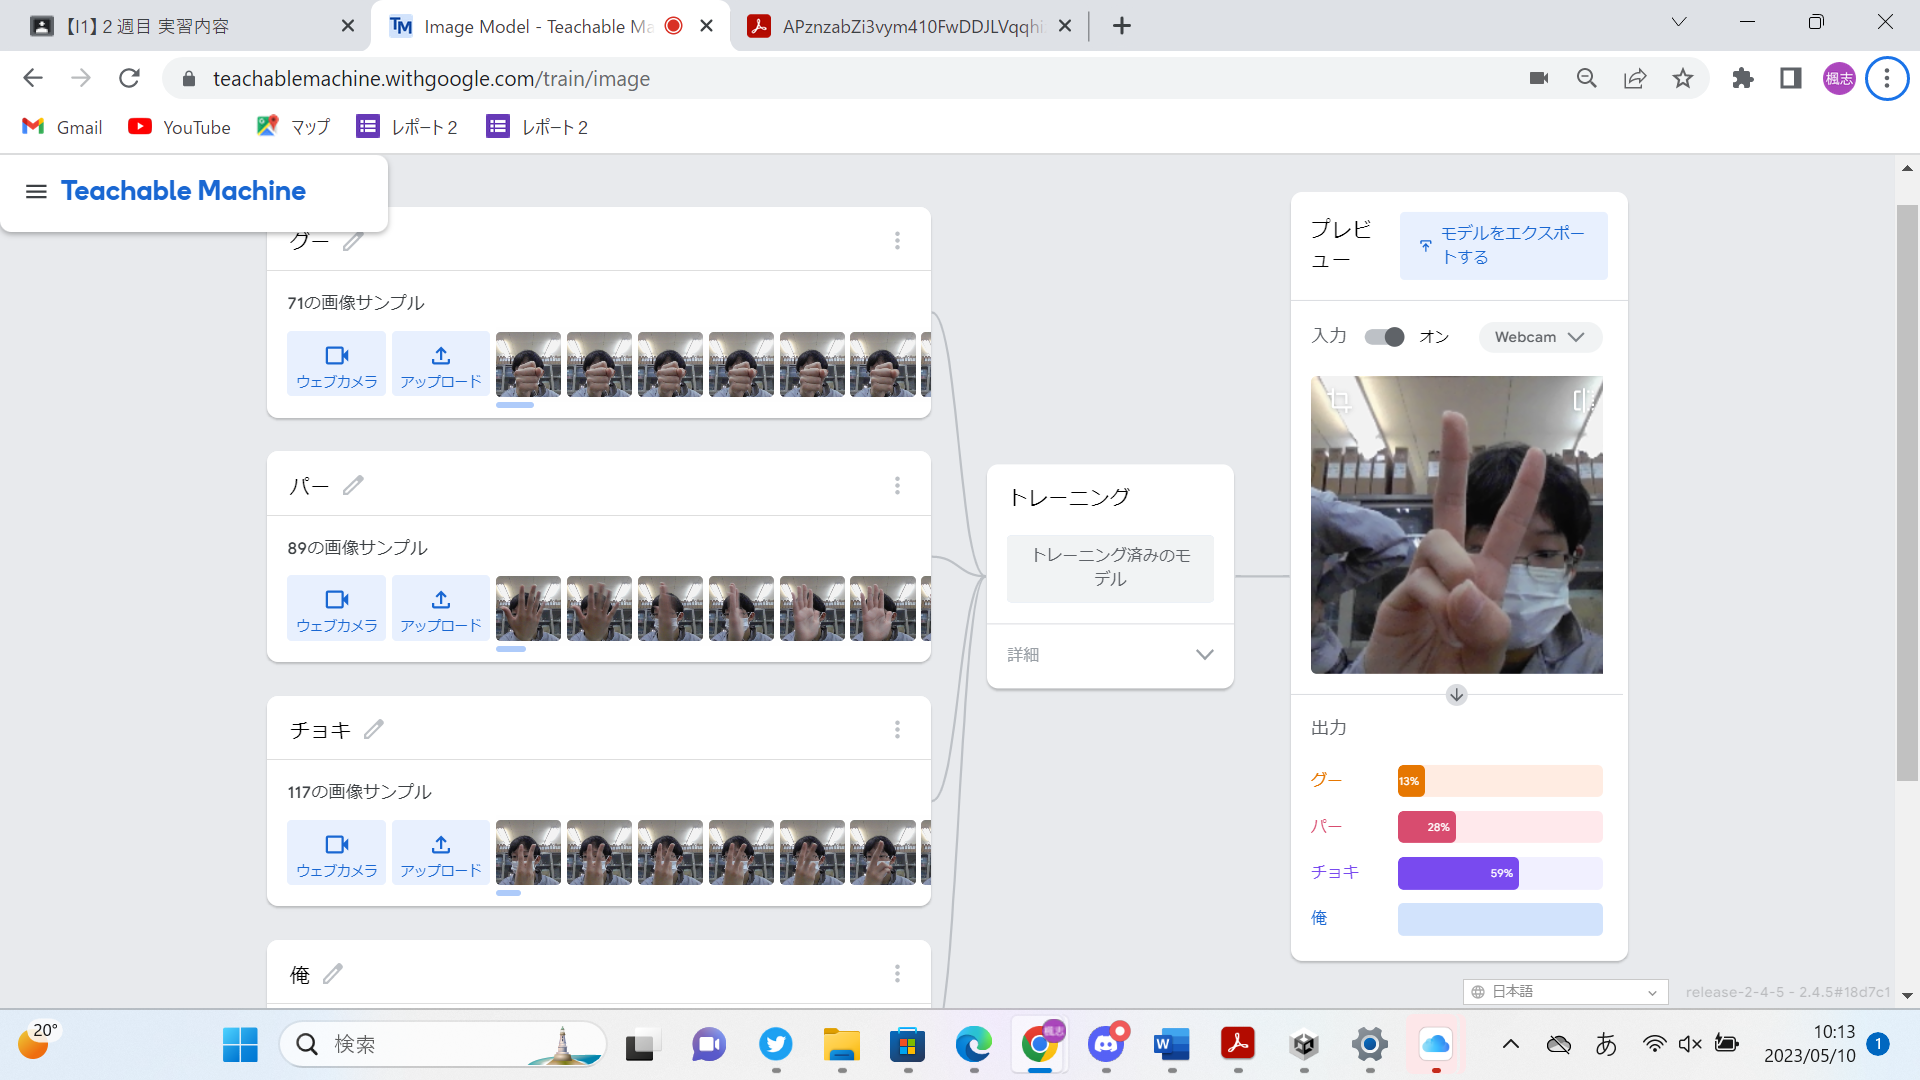 【I1】２週目 実習内容
Image Model - Teachable Ma
APznzabZi3vym410FwDDJLVqqhi
teachablemachine.withgoogle.com/train/image
楓志
Gmail
YouTube
マップ
レポート２
レポート２
Teachable Machine
グー
71の画像サンプル
ウェブカメラ
アップロード
パー
89の画像サンプル
ウェブカメラ
アップロード
チョキ
117の画像サンプル
ウェブカメラ
アップロード
俺
トレーニング
トレーニング済みのモ
デル
詳細
プレビ
ュー
モデルをエクスポー
トする
入力
オン
Webcam
出力
グー
13%
パー
28%
チョキ
59%
俺
日本語
release-2-4-5 - 2.4.5#18d7c1
20°
検索
楓志
あ
10:13
2023/05/10
1